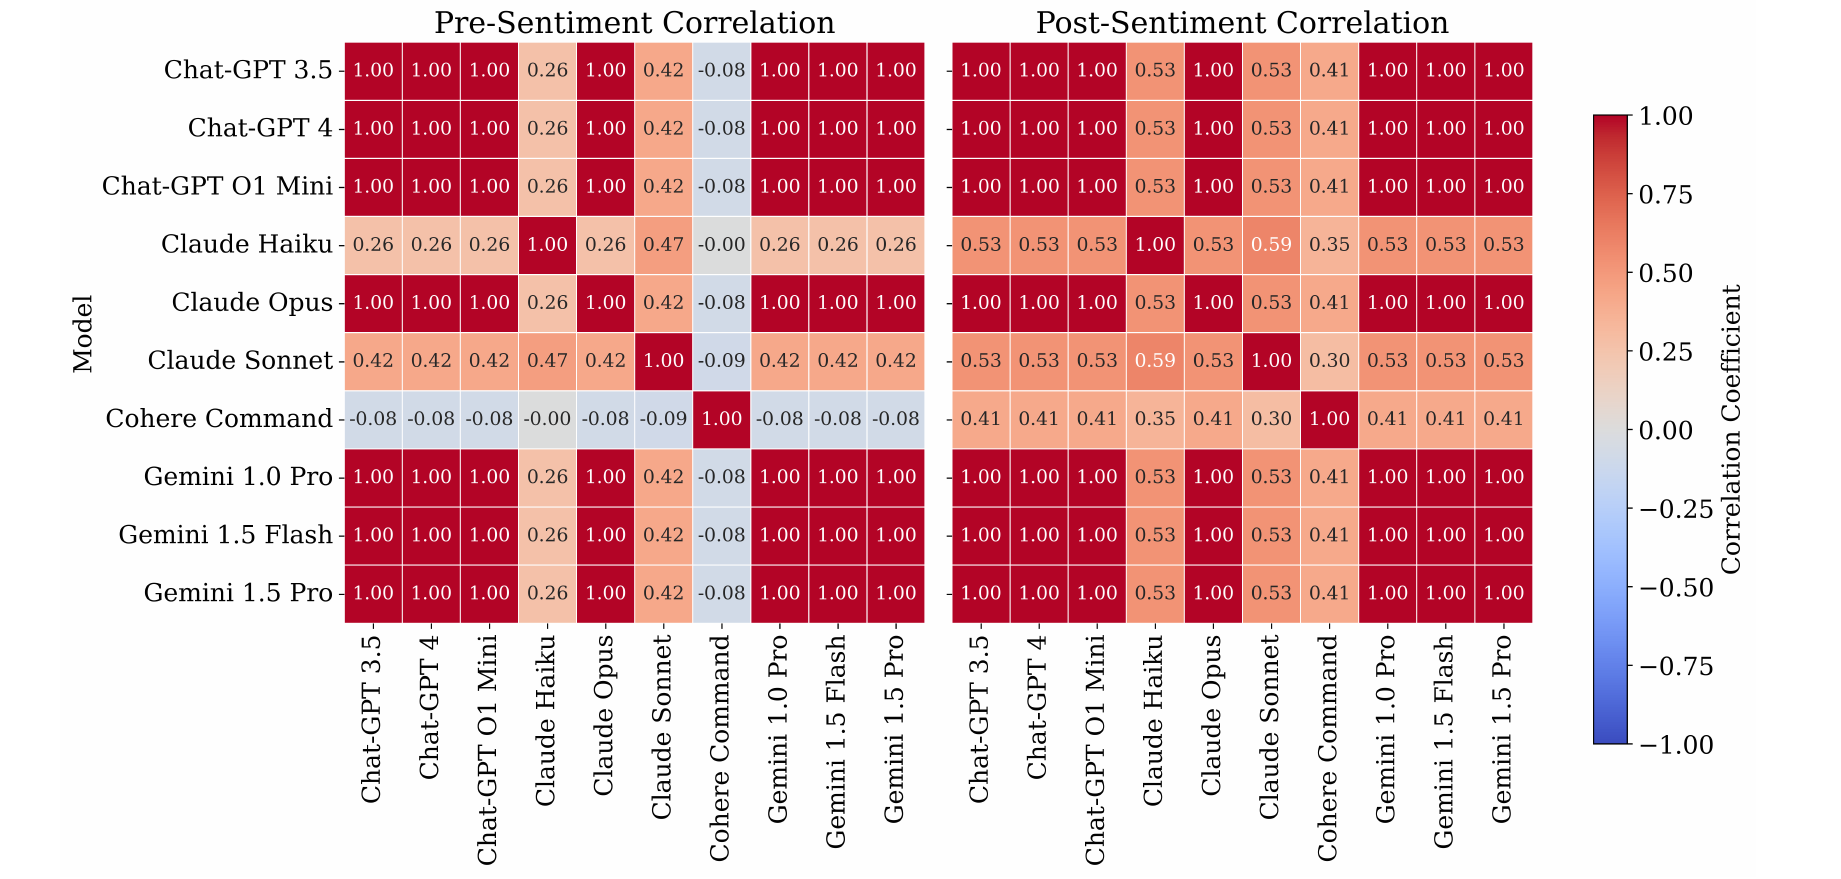 Pre-Sentiment Correlation
Post-Sentiment Correlation
Chat-GPT 3.5 1.00 1.00 1.00 0.26 1.00 0.42 -0.08 1.00 1.00 1.00 1.00 1.00 1.00 0.53 1.00 0.53 0.41 1.00 1.00 1.00
Chat-GPT 4 1.00 1.00 1.00 0.26 1.00 0.42 -0.08 1.00 1.00 1.00 1.00 1.00 1.00 0.53 1.00 0.53 0.41 1.00 1.00 1.00
Chat-GPT O1 Mini 1.00 1.00 1.00 0.26 1.00 0.42 -0.08 1.00 1.00 1.00 1.00 1.00 1.00 0.53 1.00 0.53 0.41 1.00 1.00 1.00
Claude Haiku 0.26 0.26 0.26 1.00 0.26 0.47 -0.00 0.26 0.26 0.26 0.53 0.53 0.53 1.00 0.53 0.59 0.35 0.53 0.53 0.53
Claude Opus 1.00 1.00 1.00 0.26 1.00 0.42 -0.08 1.00 1.00 1.00 1.00 1.00 1.00 0.53 1.00 0.53 0.41 1.00 1.00 1.00
Claude Sonnet 0.42 0.42 0.42 0.47 0.42 1.00 -0.09 0.42 0.42 0.42 0.53 0.53 0.53 0.59 0.53 1.00 0.30 0.53 0.53 0.53
Cohere Command -0.08 -0.08 -0.08 -0.00 -0.08 -0.09 1.00 -0.08 -0.08 -0.08 0.41 0.41 0.41 0.35 0.41 0.30 1.00 0.41 0.41 0.41
Gemini 1.0 Pro 1.00 1.00 1.00 0.26 1.00 0.42 -0.08 1.00 1.00 1.00 1.00 1.00 1.00 0.53 1.00 0.53 0.41 1.00 1.00 1.00
Gemini 1.5 Flash 1.00 1.00 1.00 0.26 1.00 0.42 -0.08 1.00 1.00 1.00 1.00 1.00 1.00 0.53 1.00 0.53 0.41 1.00 1.00 1.00
Gemini 1.5 Pro 1.00 1.00 1.00 0.26 1.00 0.42 -0.08 1.00 1.00 1.00 1.00 1.00 1.00 0.53 1.00 0.53 0.41 1.00 1.00 1.00
Model
Chat-GPT 3.5
Chat-GPT 4
Chat-GPT O1 Mini
Claude Haiku
Claude Opus
Claude Sonnet
Cohere Command
Gemini 1.0 Pro
Gemini 1.5 Flash
Gemini 1.5 Pro
Chat-GPT 3.5
Chat-GPT 4
Chat-GPT O1 Mini
Claude Haiku
Claude Opus
Claude Sonnet
Cohere Command
Gemini 1.0 Pro
Gemini 1.5 Flash
Gemini 1.5 Pro
1.00
0.75
0.50
0.25
0.00
−0.25
−0.50
−0.75
−1.00
Correlation Coefficient